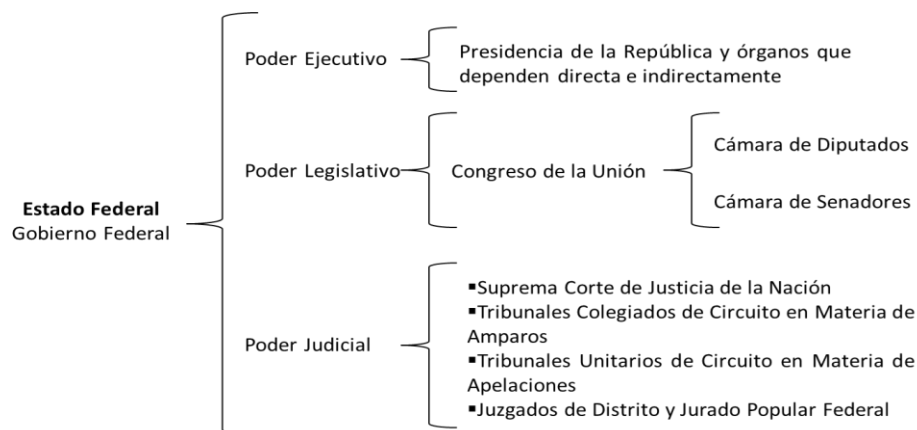 Estado Federal
Gobierno Federal
Poder Ejecutivo
Presidencia de la República y órganos que
dependen directa e indirectamente
Poder Legislativo
Congreso de la Unión
Cámara de Diputados
Cámara de Senadores
Poder Judicial
▪Suprema Corte de Justicia de la Nación
▪Tribunales Colegiados de Circuito en Materia de
Amparos
▪Tribunales Unitarios de Circuito en Materia de
Apelaciones
▪Juzgados de Distrito y Jurado Popular Federal